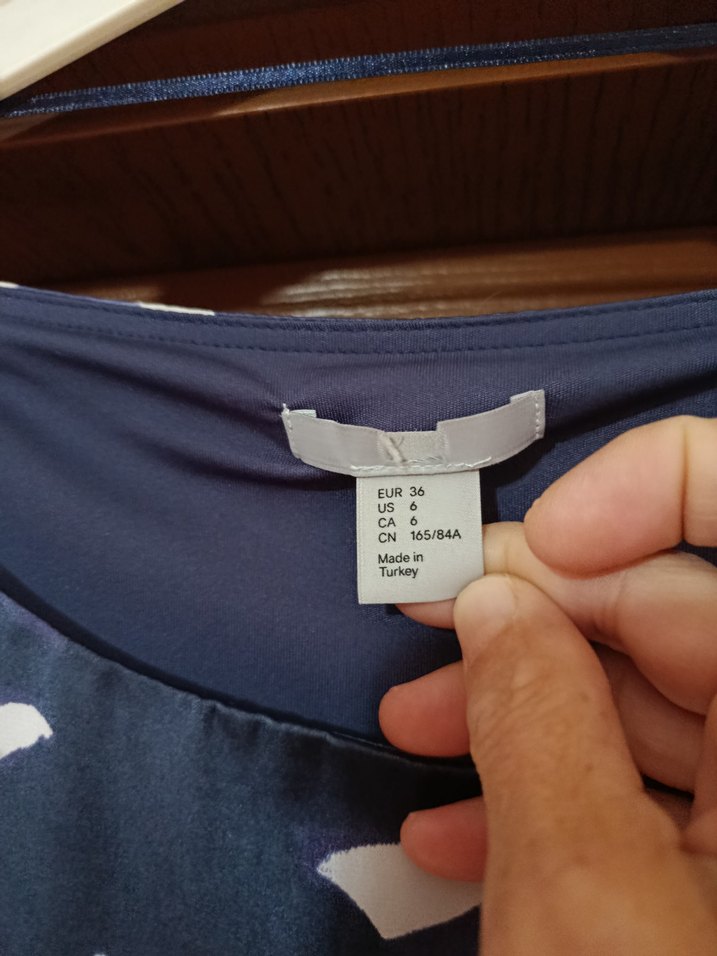 EUR 36
US 6
CA 6
CN 165/84A
Made in
Turkey